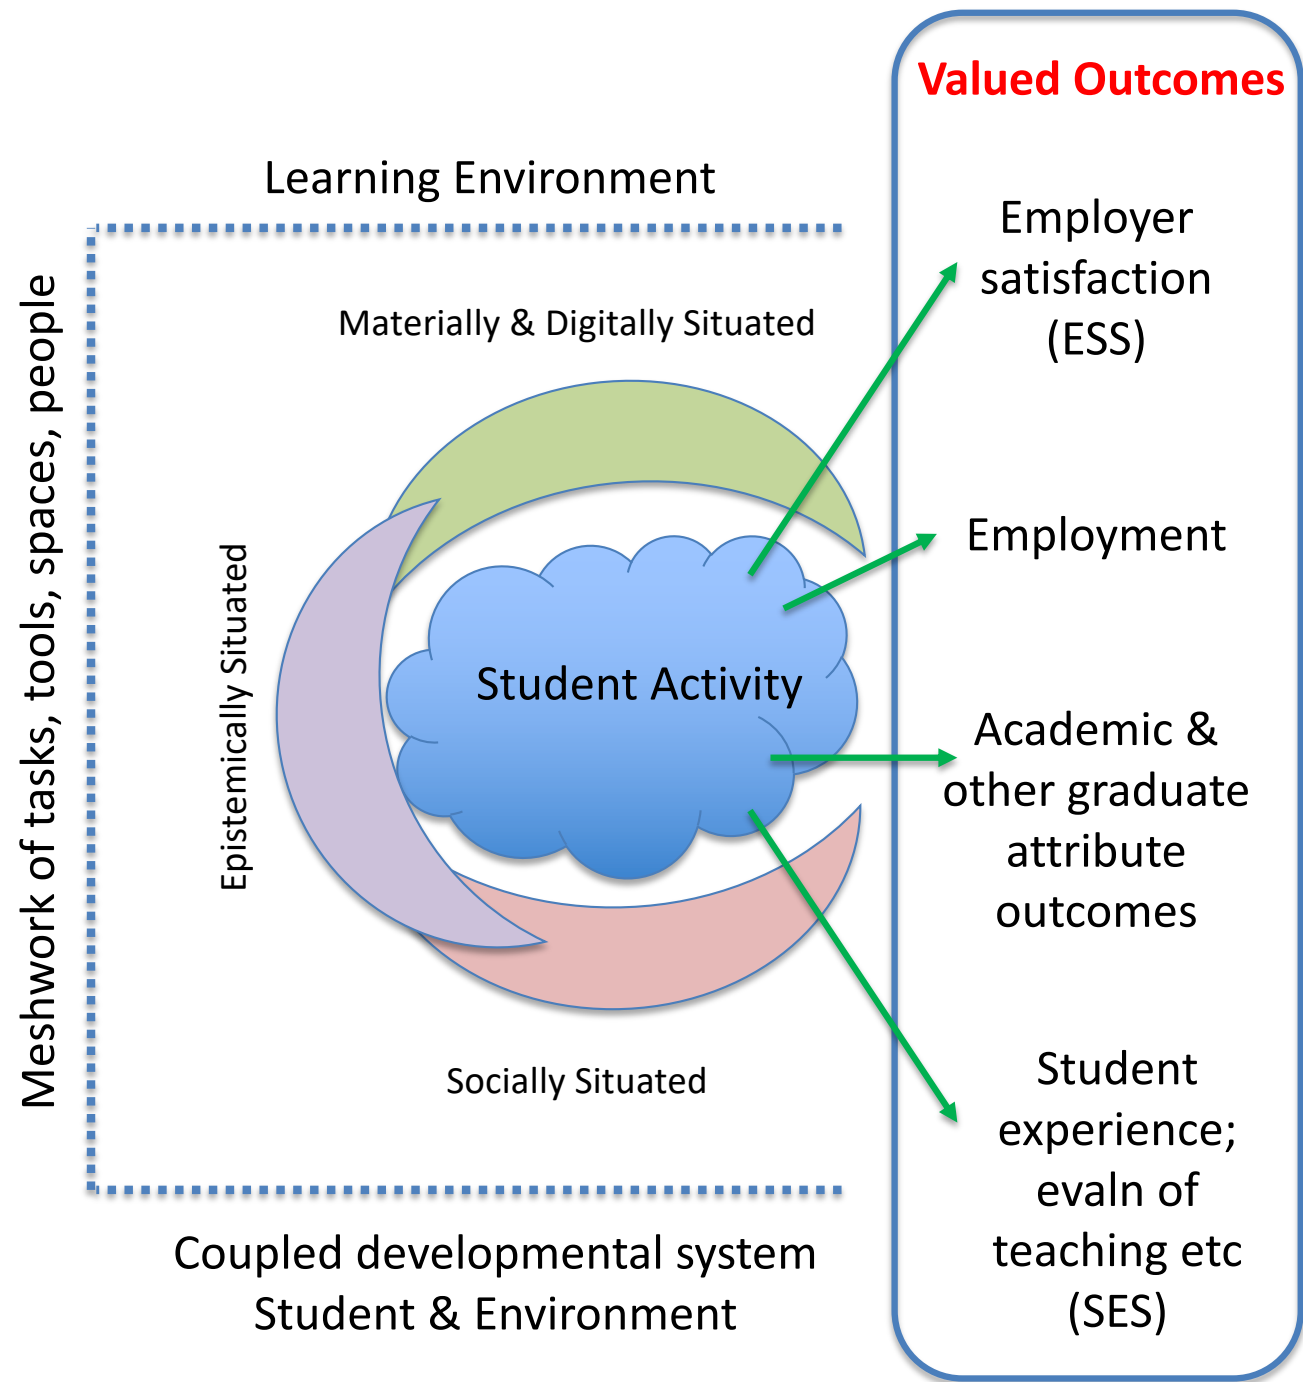 Valued Outcomes
Learning Environment
Meshwork of tasks, tools, spaces, people
Materially & Digitally Situated
Epistemically Situated
Student Activity
Socially Situated
Coupled developmental system
Student & Environment
Employer
satisfaction
(ESS)
Employment
Academic &
other graduate
attribute
outcomes
Student
experience;
evaln of
teaching etc
(SES)